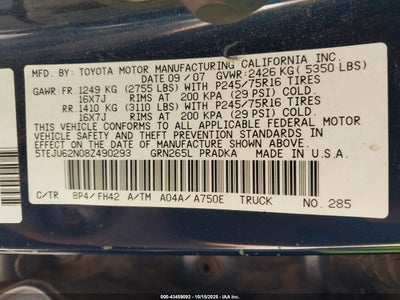 MFD. BY: TOYOTA MOTOR MANUFACTURING CALIFORNIA INC.
DATE 09/07 GVWR: 2426 KG (5350 LBS)
GAWR: FR. 1249 KG (2755 LBS) WITH P245/75R16 TIRES
16X7J RIMS AT 200 KPA (29 PSI) COLD.
RR. 1410 KG (3110 LBS) WITH P245/75R16 TIRES
16X7J RIMS AT 200 KPA (29 PSI) COLD.
THIS VEHICLE CONFORMS TO ALL APPLICABLE FEDERAL MOTOR
VEHICLE SAFETY AND THEFT PREVENTION STANDARDS IN
EFFECT ON THE DATE OF MANUFACTURE SHOWN ABOVE.
5TEJU62N08Z490293 GRN265L PRADKA MADE IN U.S.A.
C/TR 8P4/FH42 A/TM A04A/A750E TRUCK NO. 285
000-43459092 - 10/15/2025 - IAAI.COM